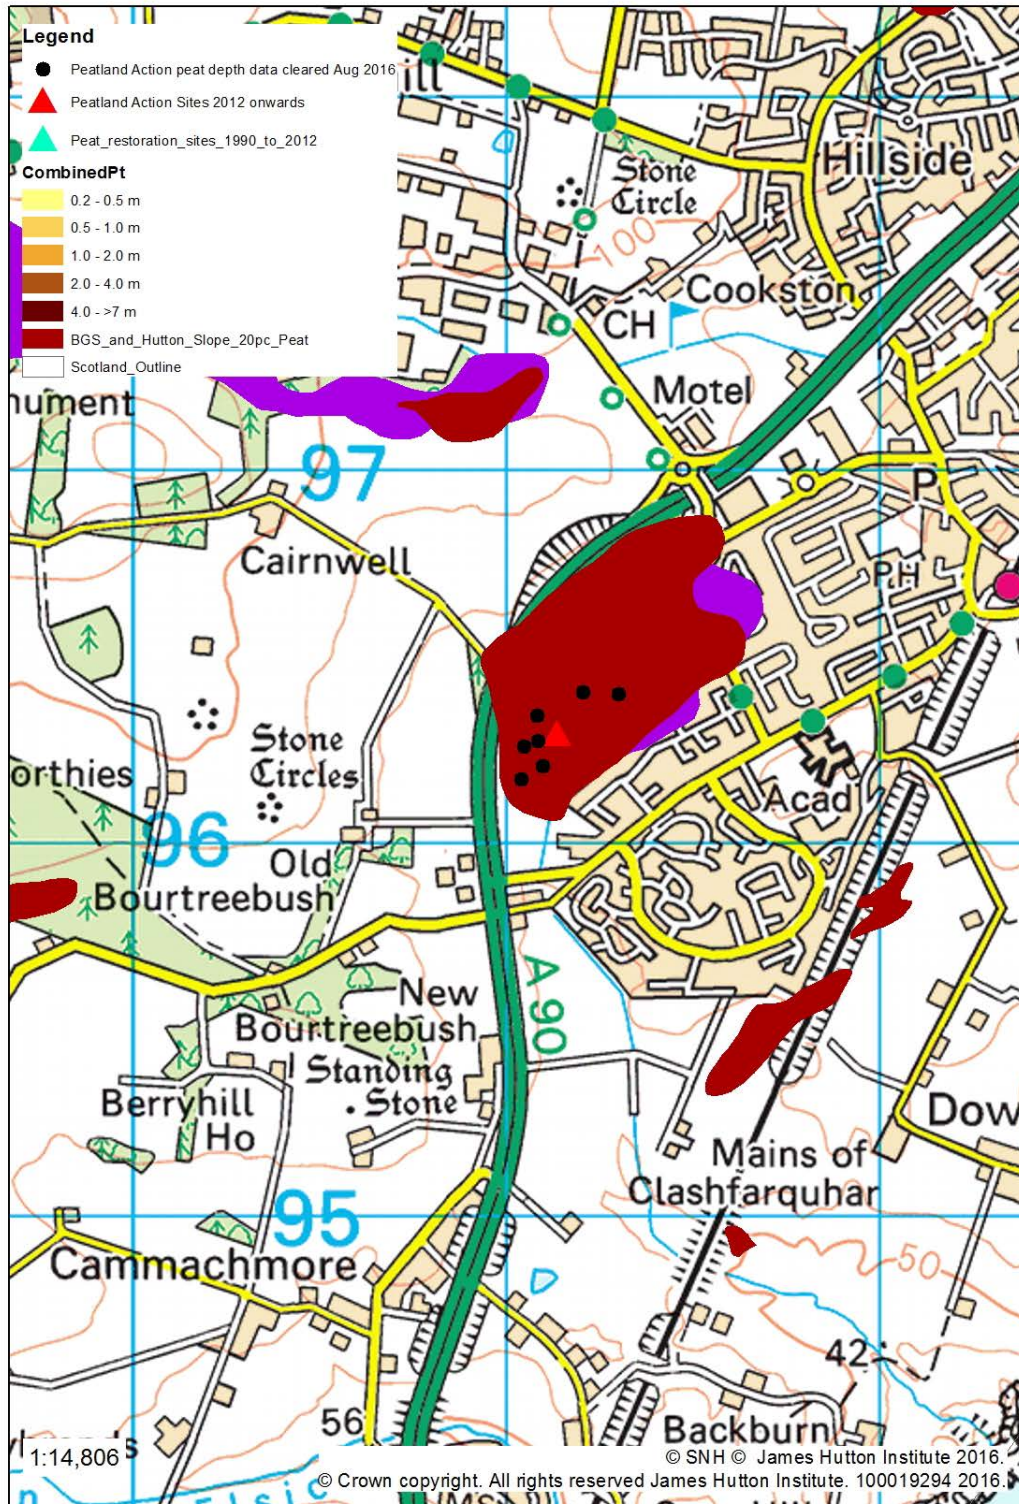 Legend
Peatland Action peat depth data cleared Aug 2016
Peatland Action Sites 2012 onwards
Peat_restoration_sites_1990_to_2012
CombinedPt
0.2 - 0.5 m
0.5 - 1.0 m
1.0 - 2.0 m
2.0 - 4.0 m
4.0 - >7 m
BGS_and_Hutton_Slope_20pc_Peat
Scotland_Outline
ill
Hillside
Stone
Circle
100
Cookston
CH
Motel
nument
97
P
Cairnwell
PH
Stone
Circles
orthies
Acad
96
Old
Bourtreebush
A 90
New
Bourtreebush
Standing
Stone
Berryhill
Ho
Dow
Mains of
Clashfarquhar
95
50
Cammachmore
42
56
Backburn
1:14,806
© SNH © James Hutton Institute 2016.
© Crown copyright. All rights reserved James Hutton Institute. 100019294 2016.
Elsic